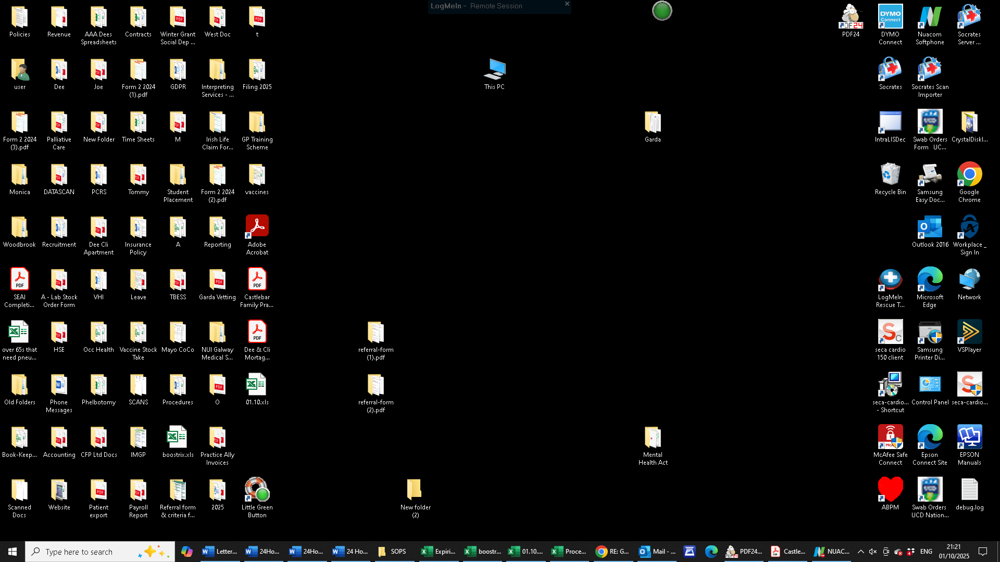 LogMeIn - Remote Session
Policies
Revenue
AAA Dees
Spreadsheets
Contracts
Winter Grant
Social Dep ...
West Doc
t
PDF24
DYMO
Connect
Nuacom
Softphone
Socrates
Server ...
user
Dee
Joe
Form 2 2024
(1).pdf
GDPR
Interpreting
Services - ...
Filing 2025
This PC
Socrates
Socrates Scan
Importer
Form 2 2024
(3).pdf
Palliative
Care
New Folder
Time Sheets
M
Irish Life
Claim For...
GP Training
Scheme
Garda
IntraLISDec
Swab Orders
Form UC...
CrystalDiskI...
Monica
DATASCAN
PCRS
Tommy
Student
Placement
Form 2 2024
(2).pdf
vaccines
Recycle Bin
Samsung
Easy Doc...
Google
Chrome
Woodbrook
Recruitment
Dee Cli
Apartment
Insurance
Policy
A
Reporting
Adobe
Acrobat
Outlook 2016
Workplace _
Sign In
SEAI
Completi...
A - Lab Stock
Order Form
VHI
Leave
TBESS
Garda Vetting
Castlebar
Family Pra...
LogMeIn
Rescue T...
Microsoft
Edge
Network
over 65s that
need pneu...
HSE
Occ Health
Vaccine Stock
Take
Mayo CoCo
NUI Galway
Medical S...
Dee & Cli
Mortag...
referral-form
(1).pdf
seca cardio
150 client
Samsung
Printer Di...
VSPlayer
Old Folders
Phone
Messages
Phelbotomy
SCANS
Procedures
O
01.10.xls
referral-form
(2).pdf
seca-cardio...
- Shortcut
Control Panel
seca-cardio...
Book-Keep...
Accounting
CFP Ltd Docs
IMGP
boostrix.xls
Practice Ally
Invoices
Mental
Health Act
McAfee Safe
Connect
Epson
Connect Site
EPSON
Manuals
Scanned
Docs
Website
Patient
export
Payroll
Report
Referral form
& criteria f...
2025
Little Green
Button
New folder
(2)
ABPM
Swab Orders
UCD Nation...
debug.log
Type here to search
Letter...
24Ho...
24Ho...
24 Ho...
SOPS
Expiri...
boostr...
01.10....
Proce...
RE: G...
Mail - ...
PDF24...
Castle...
NUAC...
ENG
21:21
01/10/2025